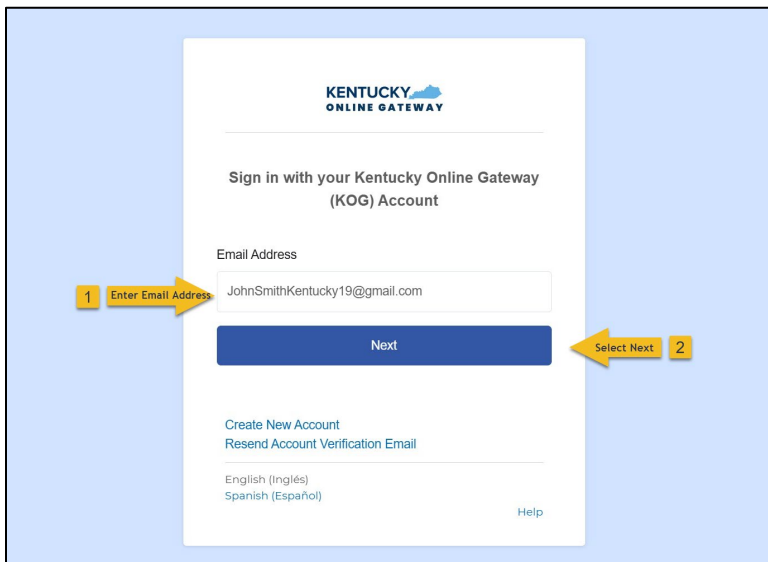 KENTUCKY
ONLINE GATEWAY
Sign in with your Kentucky Online Gateway
(KOG) Account
Email Address
1 Enter Email Address
JohnSmithKentucky19@gmail.com
Next
Select Next 2
Create New Account
Resend Account Verification Email
English (Inglés)
Spanish (Español)
Help